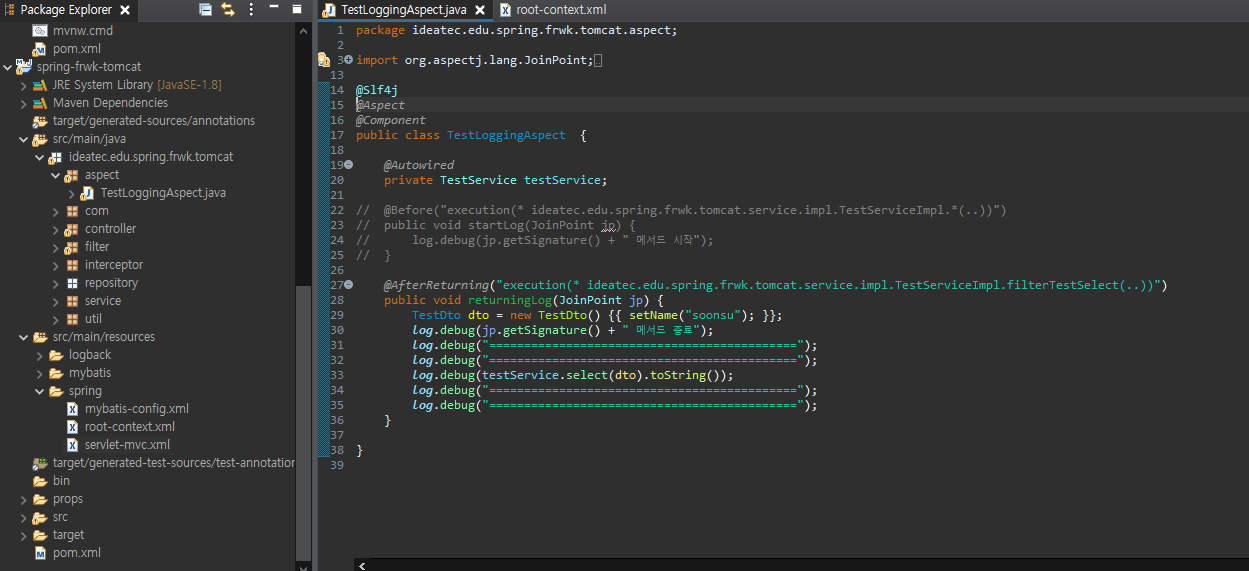 Package Explorer
mvnw.cmd
pom.xml
spring-frwk-tomcat
JRE System Library [JavaSE-1.8]
Maven Dependencies
target/generated-sources/annotations
src/main/java
ideatec.edu.spring.frwk.tomcat
aspect
TestLoggingAspect.java
com
controller
filter
interceptor
repository
service
util
src/main/resources
logback
mybatis
spring
mybatis-config.xml
root-context.xml
servlet-mvc.xml
target/generated-test-sources/test-annotation
bin
props
src
target
pom.xml
TestLoggingAspect.java root-context.xml
1 package ideatec.edu.spring.frwk.tomcat.aspect;
2
3 import org.aspectj.lang.JoinPoint;
13
14 @Slf4j
15 @Aspect
16 @Component
17 public class TestLoggingAspect {
18
19 @Autowired
20 private TestService testService;
21
22 // @Before("execution(* ideatec.edu.spring.frwk.tomcat.service.impl.TestServiceImpl.*(..))")
23 // public void startLog(JoinPoint jp) {
24 // log.debug(jp.getSignature() + " 메서드 시작");
25 // }
26
27 @AfterReturning("execution(* ideatec.edu.spring.frwk.tomcat.service.impl.TestServiceImpl.filterTestSelect(..))")
28 public void returningLog(JoinPoint jp) {
29 TestDto dto = new TestDto() {{ setName("soonsu"); }};
30 log.debug(jp.getSignature() + " 메서드 종료");
31 log.debug("============================================");
32 log.debug("============================================");
33 log.debug(testService.select(dto).toString());
34 log.debug("============================================");
35 log.debug("============================================");
36 }
37
38 }
39